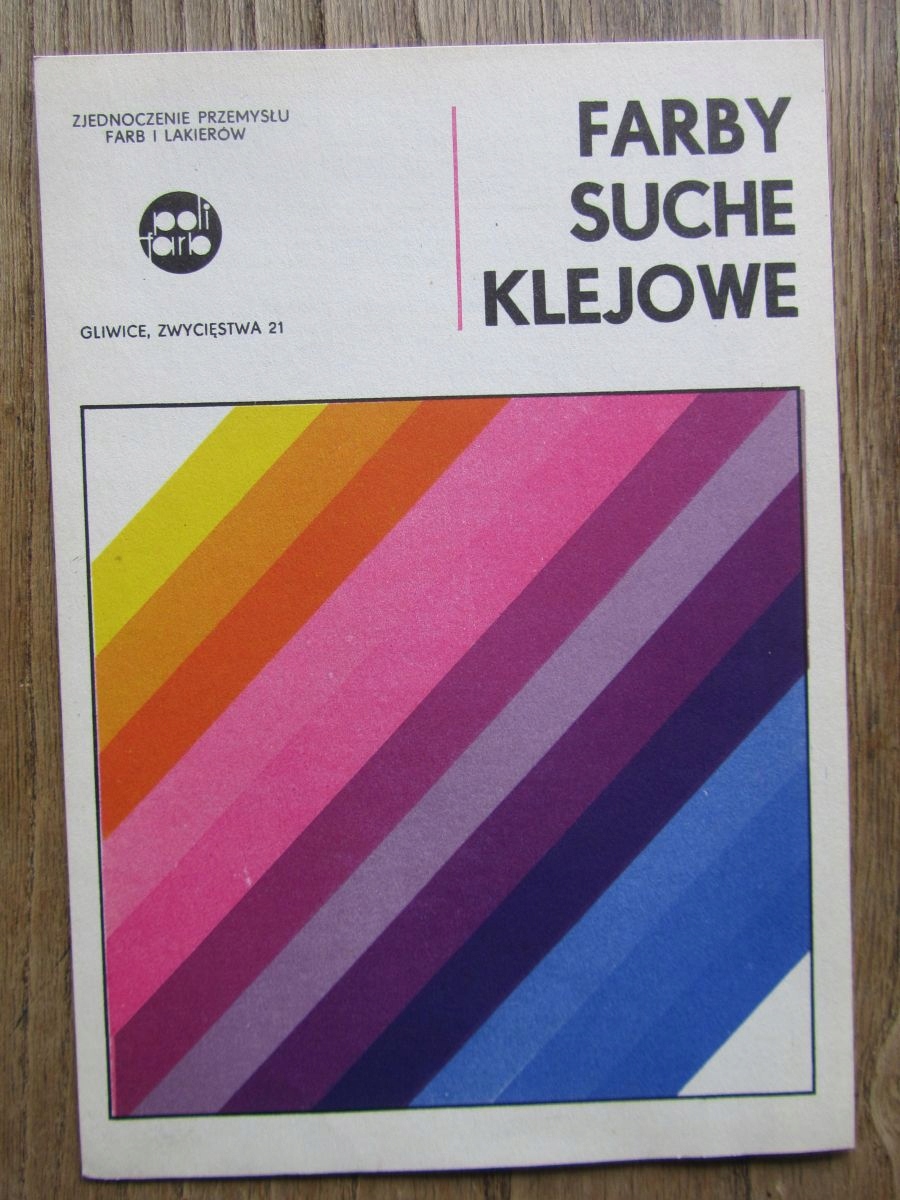 ZJEDNOCZENIE PRZEMYSŁU
FARB I LAKIERÓW
poli
farb
GLIWICE, ZWYCIĘSTWA 21
FARBY
SUCHE
KLEJOWE